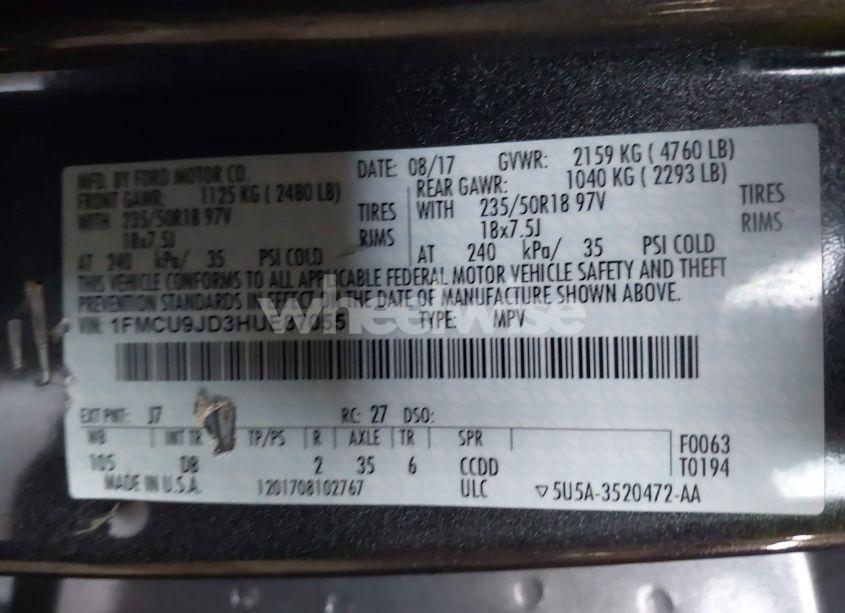 MFD. BY FORD MOTOR CO. DATE: 08/17 GVWR: 2159 KG ( 4760 LB)
FRONT GAWR: 1125 KG ( 2480 LB) REAR GAWR: 1040 KG ( 2293 LB)
WITH 235/50R18 97V TIRES WITH 235/50R18 97V TIRES
18x7.5J RIMS 18x7.5J RIMS
AT 240 kPa/ 35 PSI COLD AT 240 kPa/ 35 PSI COLD
THIS VEHICLE CONFORMS TO ALL APPLICABLE FEDERAL MOTOR VEHICLE SAFETY AND THEFT
PREVENTION STANDARDS IN EFFECT ON THE DATE OF MANUFACTURE SHOWN ABOVE.
VIN: TYPE: MPV
wheelwise
EXT PNT: J7 RC: 27 DSO:
WB INT TR TP/PS R AXLE TR SPR F0063
105 DB 2 35 6 CCDD T0194
MADE IN U.S.A. 1201708102767 ULC ▽5U5A-3520472-AA